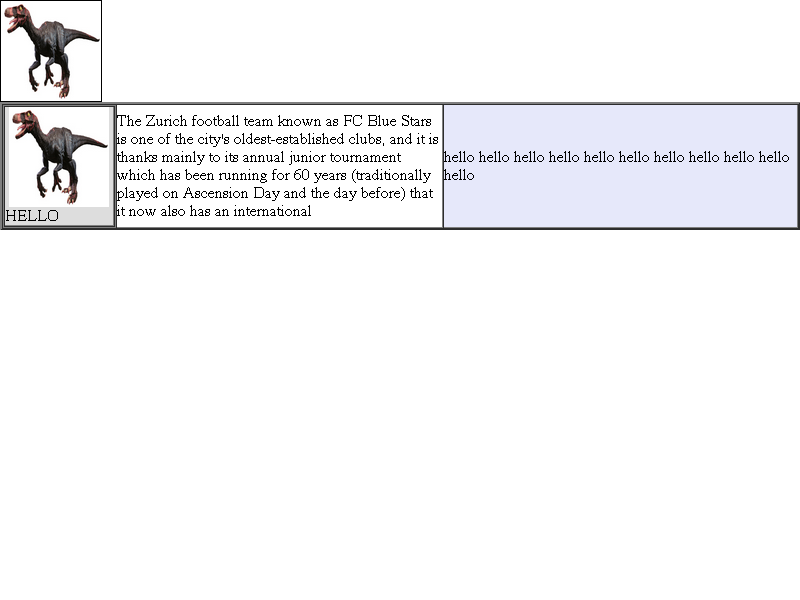 HELLO
The Zurich football team known as FC Blue Stars
is one of the city's oldest-established clubs, and it is
thanks mainly to its annual junior tournament
which has been running for 60 years (traditionally
played on Ascension Day and the day before) that
it now also has an international
hello hello hello hello hello hello hello hello hello hello
hello